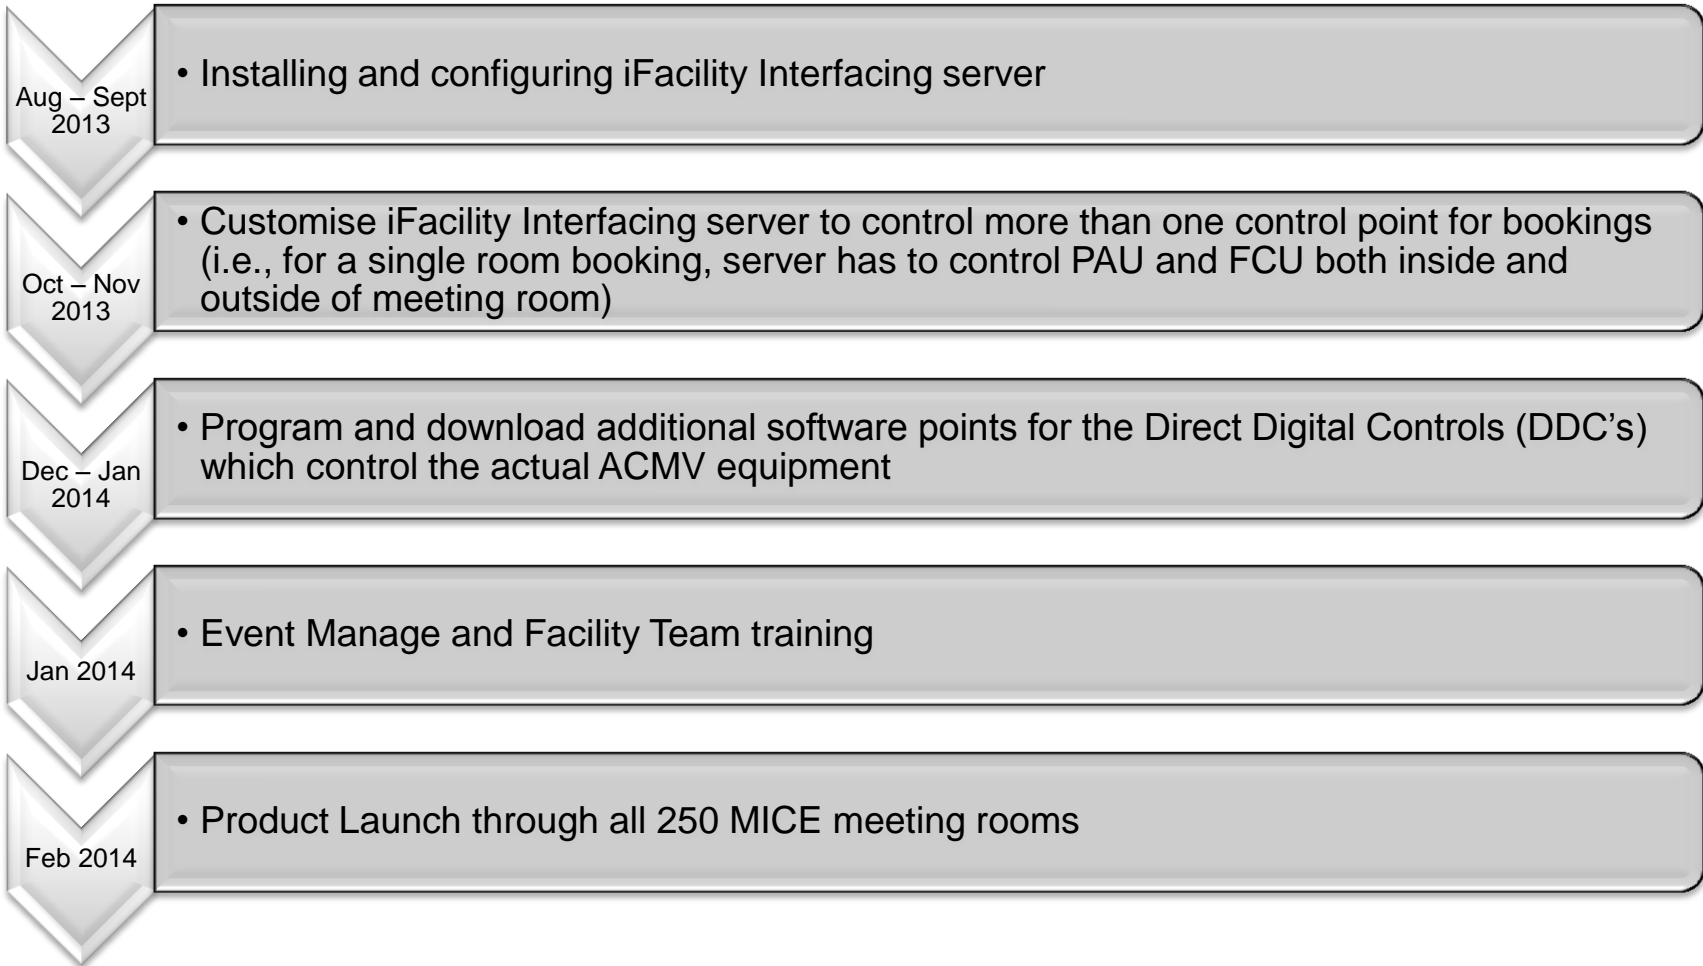 Aug – Sept
2013
• Installing and configuring iFacility Interfacing server
Oct – Nov
2013
• Customise iFacility Interfacing server to control more than one control point for bookings
(i.e., for a single room booking, server has to control PAU and FCU both inside and
outside of meeting room)
Dec – Jan
2014
• Program and download additional software points for the Direct Digital Controls (DDC’s)
which control the actual ACMV equipment
Jan 2014
• Event Manage and Facility Team training
Feb 2014
• Product Launch through all 250 MICE meeting rooms